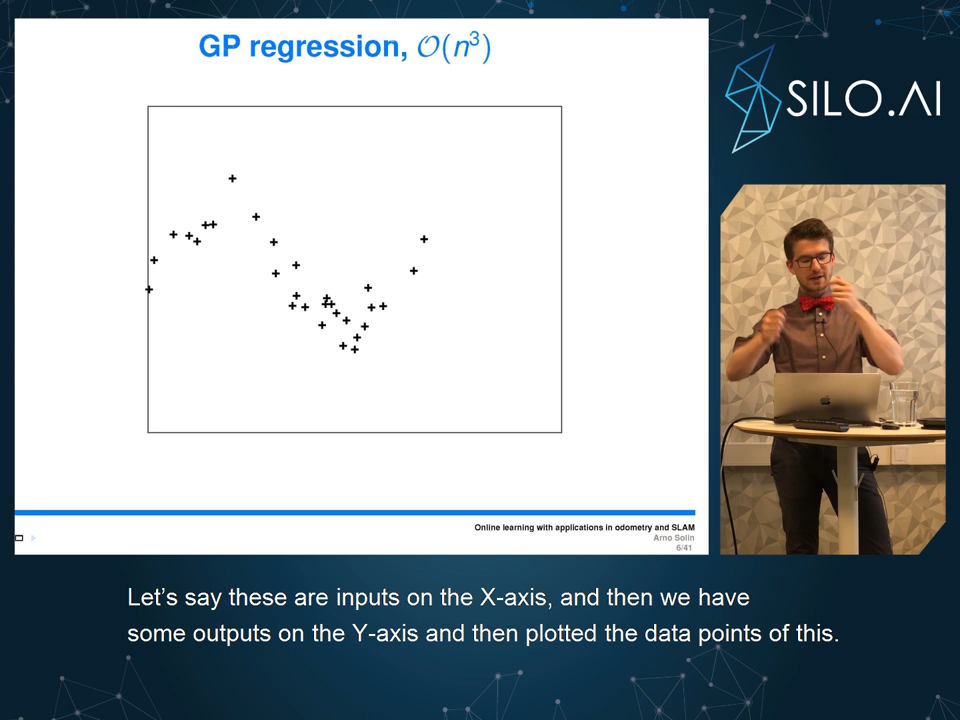 GP regression, O(n³)
SILO.AI
Online learning with applications in odometry and SLAM
Arno Solin
6/41
Let's say these are inputs on the X-axis, and then we have
some outputs on the Y-axis and then plotted the data points of this.